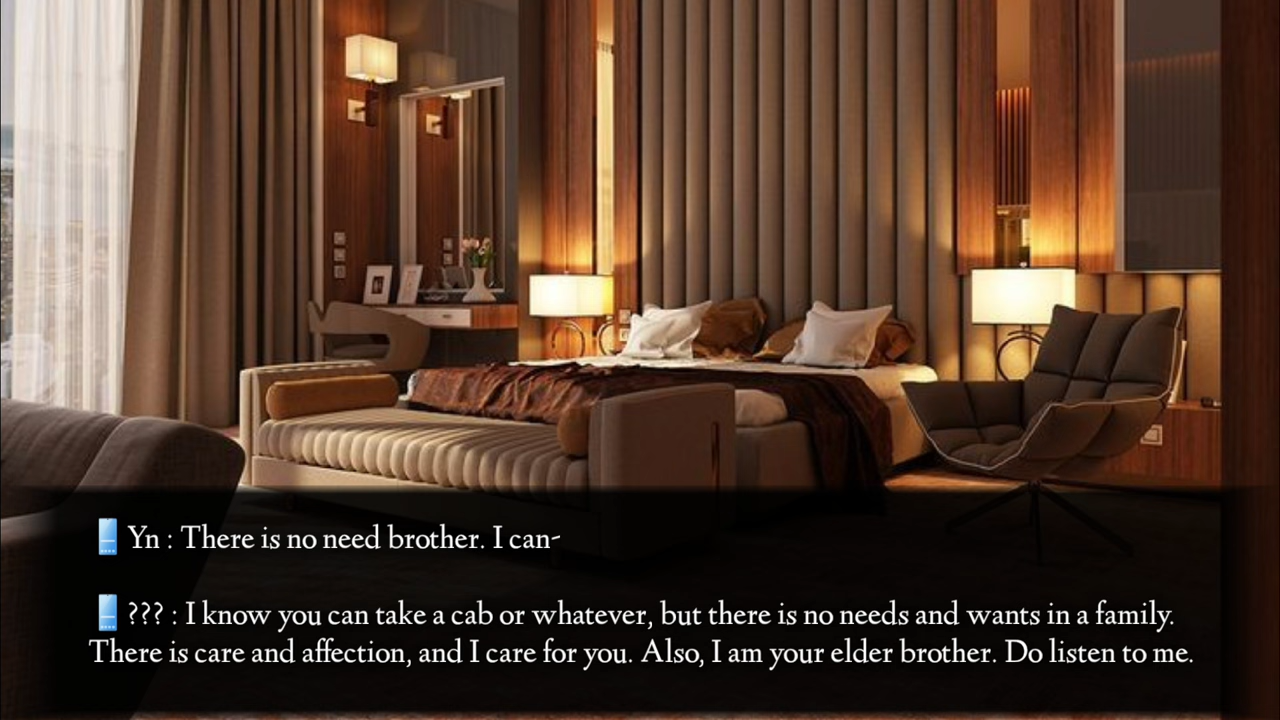 📱 Yn : There is no need brother. I can-
📱 ??? : I know you can take a cab or whatever, but there is no needs and wants in a family.
There is care and affection, and I care for you. Also, I am your elder brother. Do listen to me.